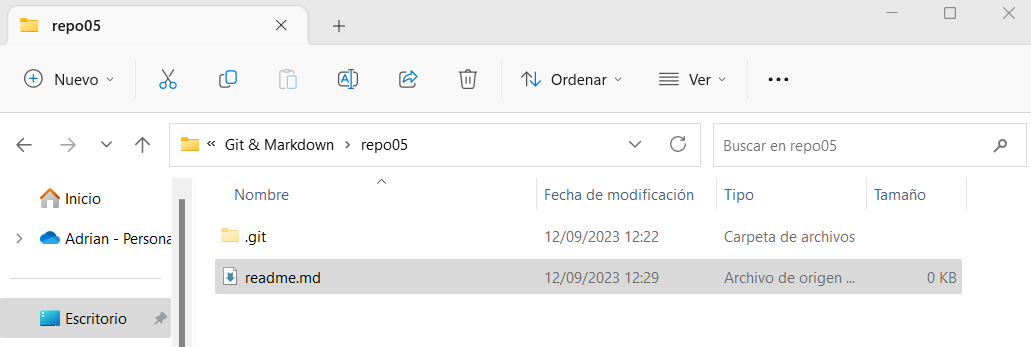 repo05
Nuevo
Ordenar
Ver
« Git & Markdown > repo05
Buscar en repo05
Inicio
Adrian - Persona
Escritorio
Nombre Fecha de modificación Tipo Tamaño
.git 12/09/2023 12:22 Carpeta de archivos
readme.md 12/09/2023 12:29 Archivo de origen ... 0 KB